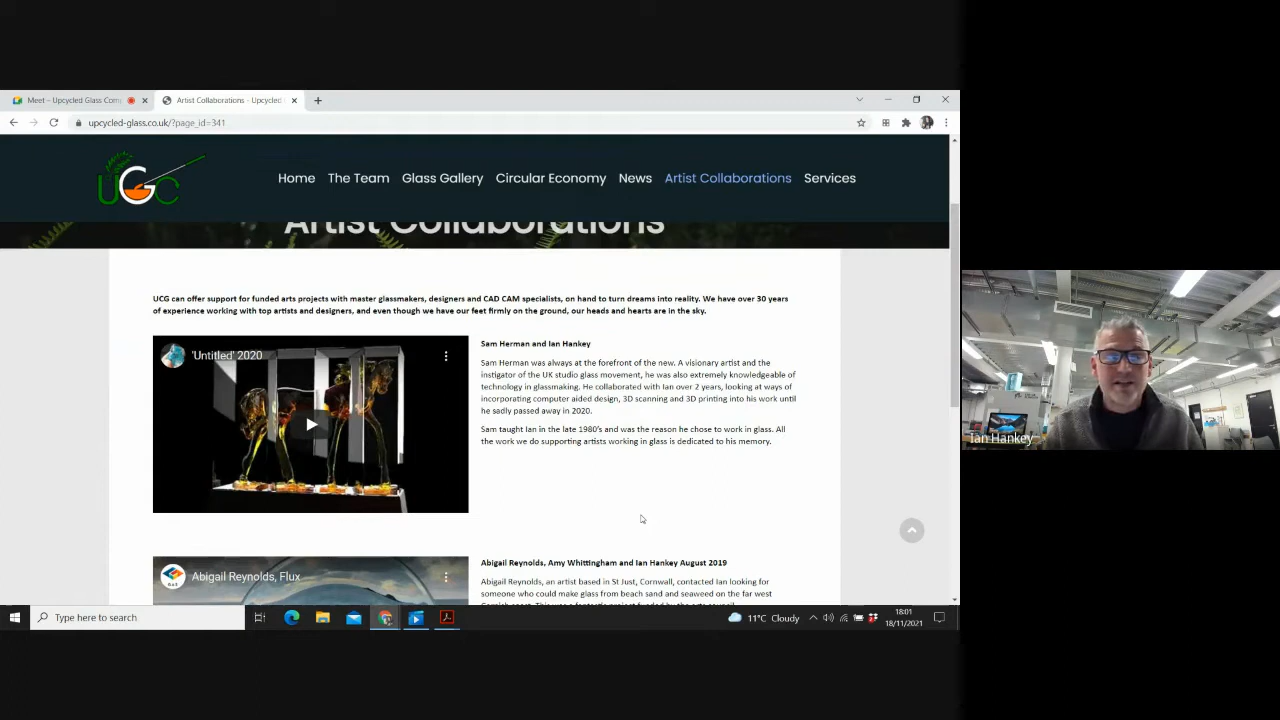 Meet – Upcycled Glass Com
Artist Collaborations - Upcycled
upcycled-glass.co.uk/?page_id=341
UGC
Home The Team Glass Gallery Circular Economy News Artist Collaborations Services
Artist Collaborations
UCG can offer support for funded arts projects with master glassmakers, designers and CAD CAM specialists, on hand to turn dreams into reality. We have over 30 years
of experience working with top artists and designers, and even though we have our feet firmly on the ground, our heads and hearts are in the sky.
'Untitled' 2020
Sam Herman and Ian Hankey
Sam Herman was always at the forefront of the new. A visionary artist and the
instigator of the UK studio glass movement, he was also extremely knowledgeable of
technology in glassmaking. He collaborated with Ian over 2 years, looking at ways of
incorporating computer aided design, 3D scanning and 3D printing into his work until
he sadly passed away in 2020.
Sam taught Ian in the late 1980's and was the reason he chose to work in glass. All
the work we do supporting artists working in glass is dedicated to his memory.
Ian Hankey
Abigail Reynolds, Flux
Abigail Reynolds, Amy Whittingham and Ian Hankey August 2019
Abigail Reynolds, an artist based in St Just, Cornwall, contacted Ian looking for
someone who could make glass from beach sand and seaweed on the far west
Type here to search
11°C Cloudy
18:01
18/11/2021